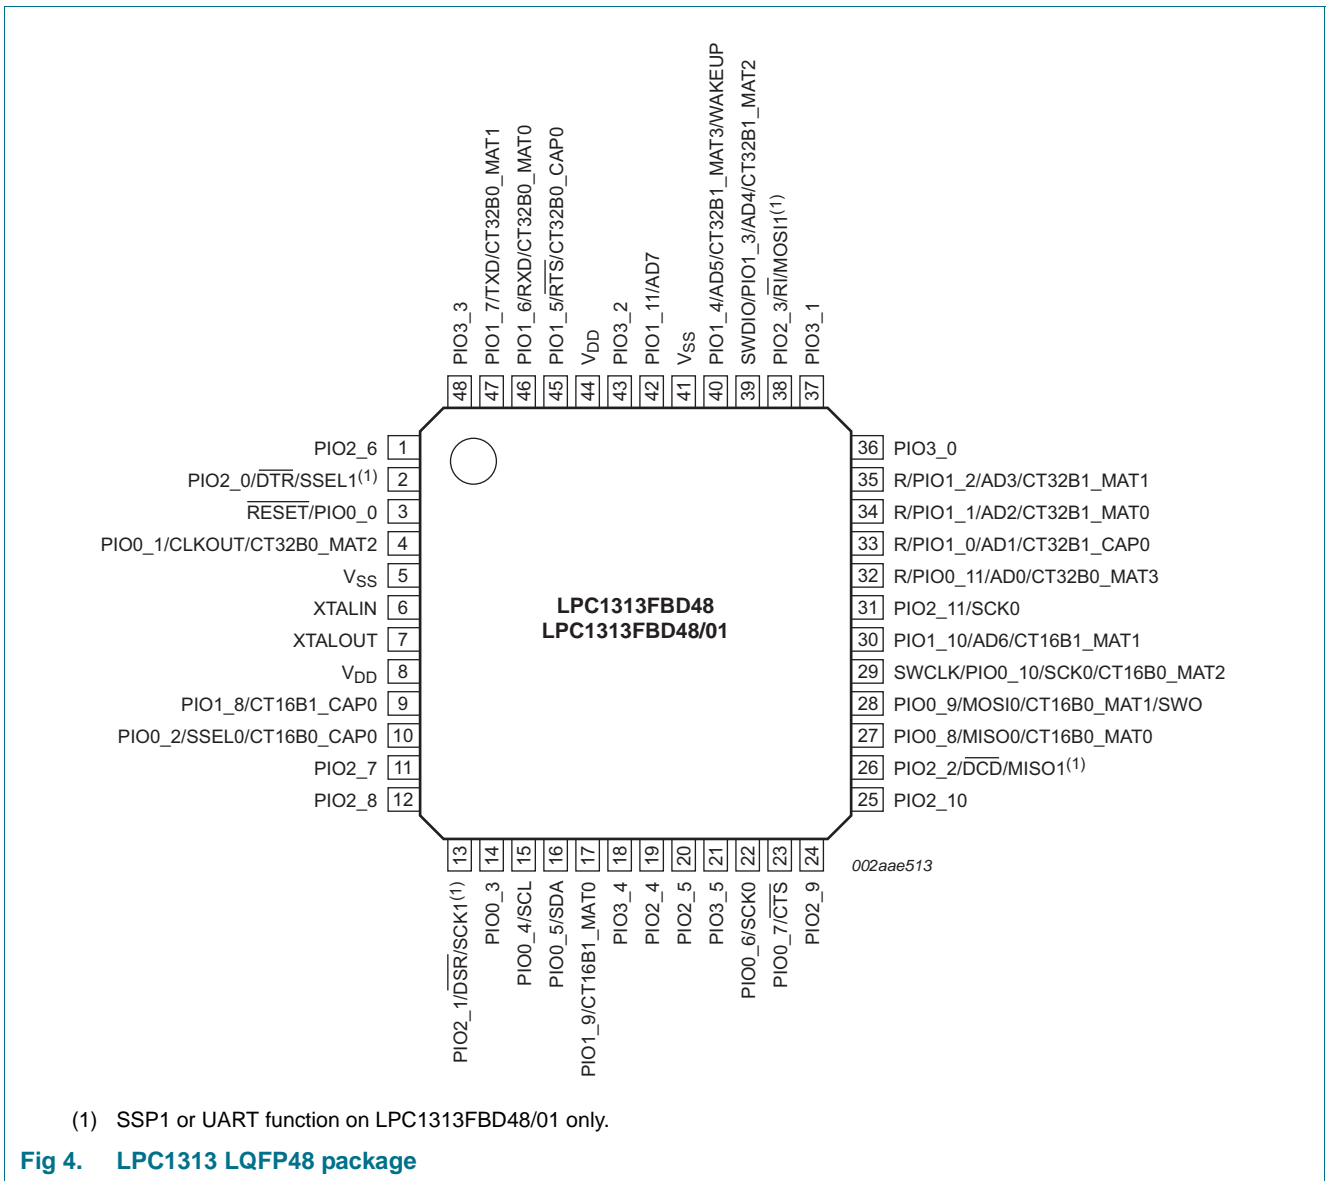 PIO3_3
PIO1_7/TXD/CT32B0_MAT1
PIO1_6/RXD/CT32B0_MAT0
PIO1_5/RTS/CT32B0_CAP0
VDD
PIO3_2
PIO1_11/AD7
VSS
PIO1_4/AD5/CT32B1_MAT3/WAKEUP
SWDIO/PIO1_3/AD4/CT32B1_MAT2
PIO2_3/RI/MOSI1(1)
PIO3_1
48 47 46 45 44 43 42 41 40 39 38 37
PIO2_6 1
PIO2_0/DTR/SSEL1(1) 2
RESET/PIO0_0 3
PIO0_1/CLKOUT/CT32B0_MAT2 4
VSS 5
XTALIN 6
XTALOUT 7
VDD 8
PIO1_8/CT16B1_CAP0 9
PIO0_2/SSEL0/CT16B0_CAP0 10
PIO2_7 11
PIO2_8 12
LPC1313FBD48
LPC1313FBD48/01
36 PIO3_0
35 R/PIO1_2/AD3/CT32B1_MAT1
34 R/PIO1_1/AD2/CT32B1_MAT0
33 R/PIO1_0/AD1/CT32B1_CAP0
32 R/PIO0_11/AD0/CT32B0_MAT3
31 PIO2_11/SCK0
30 PIO1_10/AD6/CT16B1_MAT1
29 SWCLK/PIO0_10/SCK0/CT16B0_MAT2
28 PIO0_9/MOSI0/CT16B0_MAT1/SWO
27 PIO0_8/MISO0/CT16B0_MAT0
26 PIO2_2/DCD/MISO1(1)
25 PIO2_10
13 14 15 16 17 18 19 20 21 22 23 24
PIO2_1/DSR/SCK1(1)
PIO0_3
PIO0_4/SCL
PIO0_5/SDA
PIO1_9/CT16B1_MAT0
PIO3_4
PIO2_4
PIO2_5
PIO3_5
PIO0_6/SCK0
PIO0_7/CTS
PIO2_9
002aae513
(1) SSP1 or UART function on LPC1313FBD48/01 only.
Fig 4. LPC1313 LQFP48 package